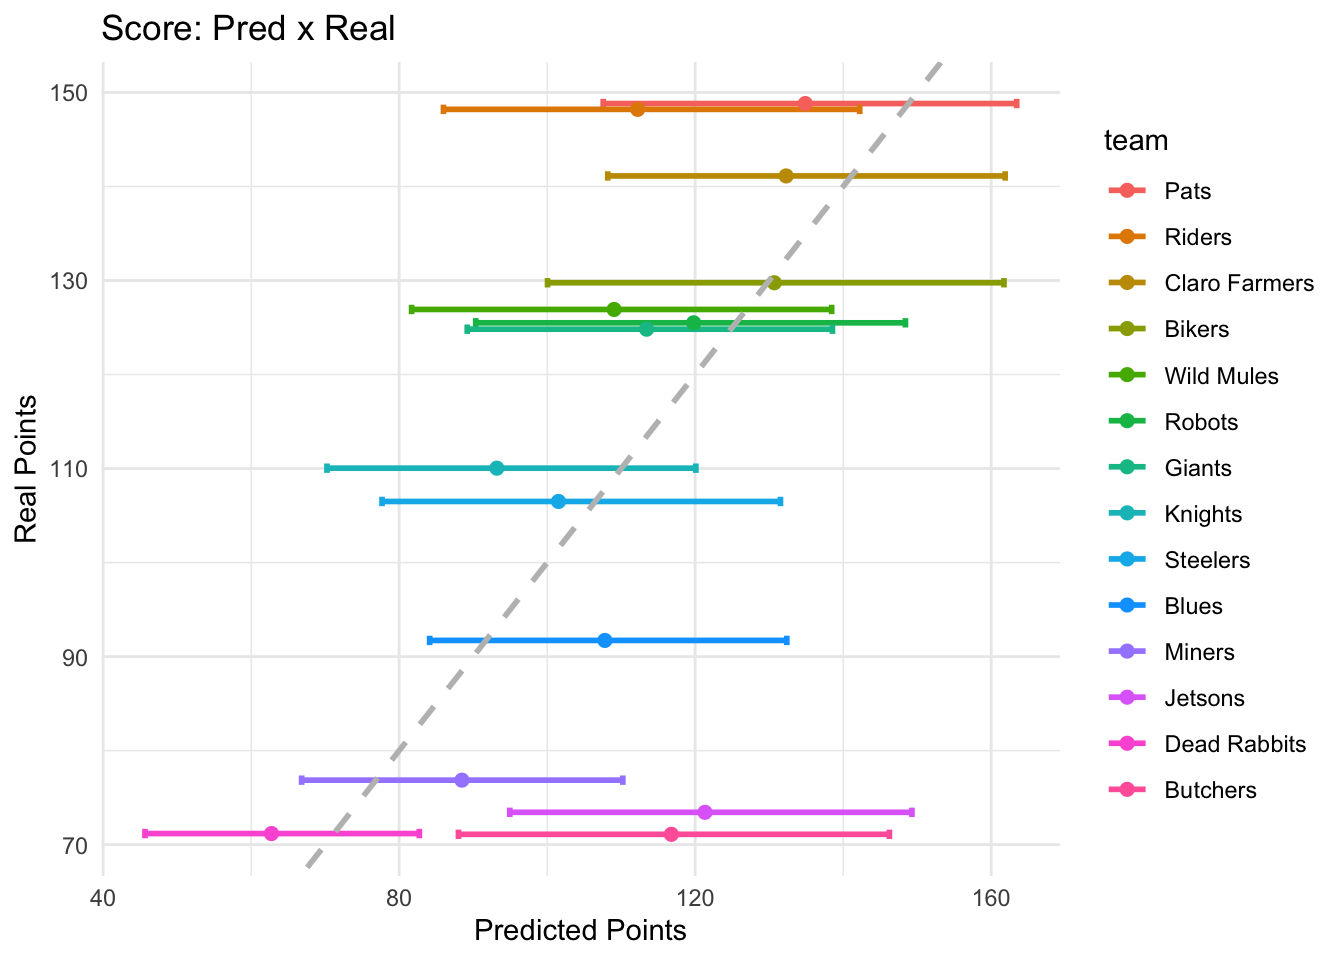 Score: Pred x Real
150
130
110
90
70
Real Points
40
80
120
160
Predicted Points
team
Pats
Riders
Claro Farmers
Bikers
Wild Mules
Robots
Giants
Knights
Steelers
Blues
Miners
Jetsons
Dead Rabbits
Butchers